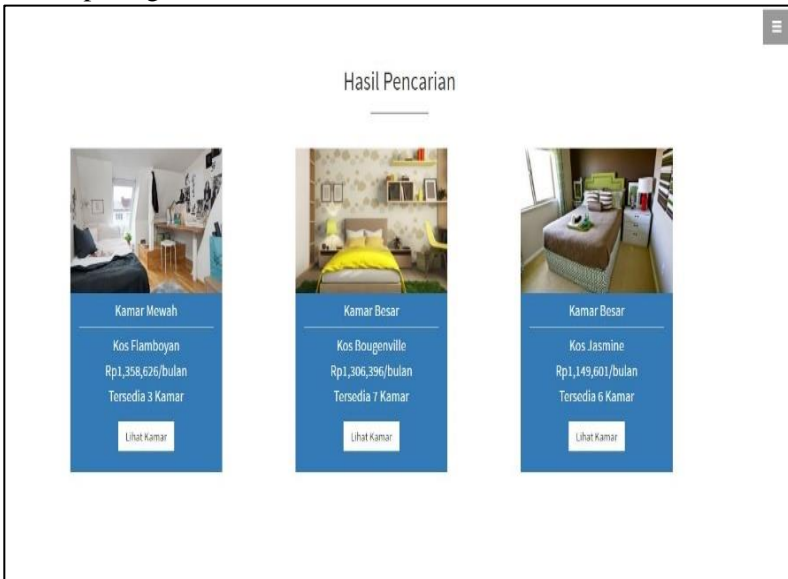 Hasil Pencarian
Kamar Mewah
Kos Flamboyan
Rp1,358,626/bulan
Tersedia 3 Kamar
Lihat Kamar
Kamar Besar
Kos Bougenville
Rp1,306,396/bulan
Tersedia 7 Kamar
Lihat Kamar
Kamar Besar
Kos Jasmine
Rp1,149,601/bulan
Tersedia 6 Kamar
Lihat Kamar